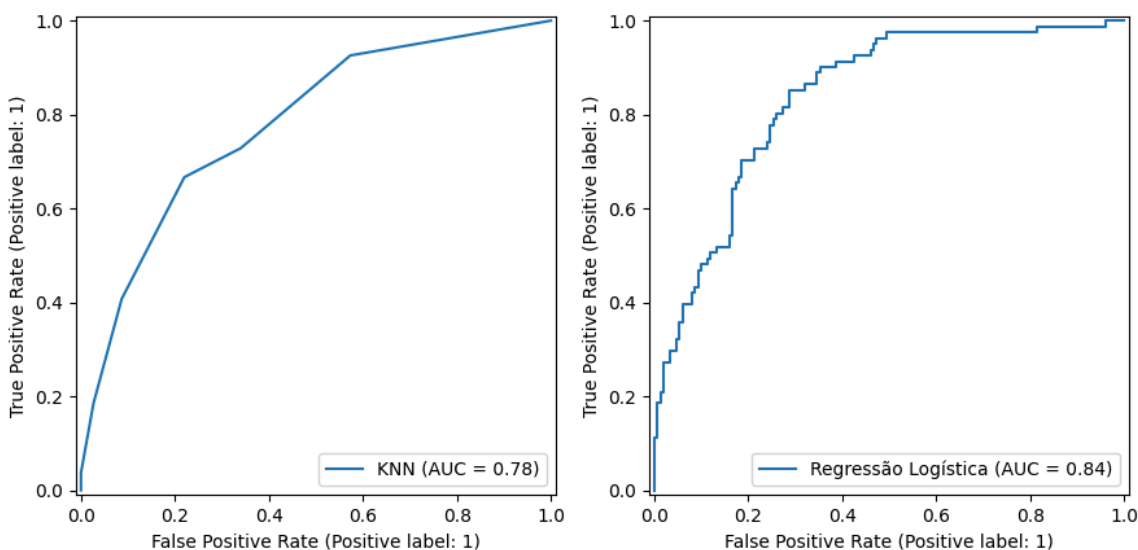 1.0
0.8
0.6
0.4
0.2
0.0
True Positive Rate (Positive label: 1)
KNN (AUC = 0.78)
0.0 0.2 0.4 0.6 0.8 1.0
False Positive Rate (Positive label: 1)
1.0
0.8
0.6
0.4
0.2
0.0
True Positive Rate (Positive label: 1)
Regressão Logística (AUC = 0.84)
0.0 0.2 0.4 0.6 0.8 1.0
False Positive Rate (Positive label: 1)